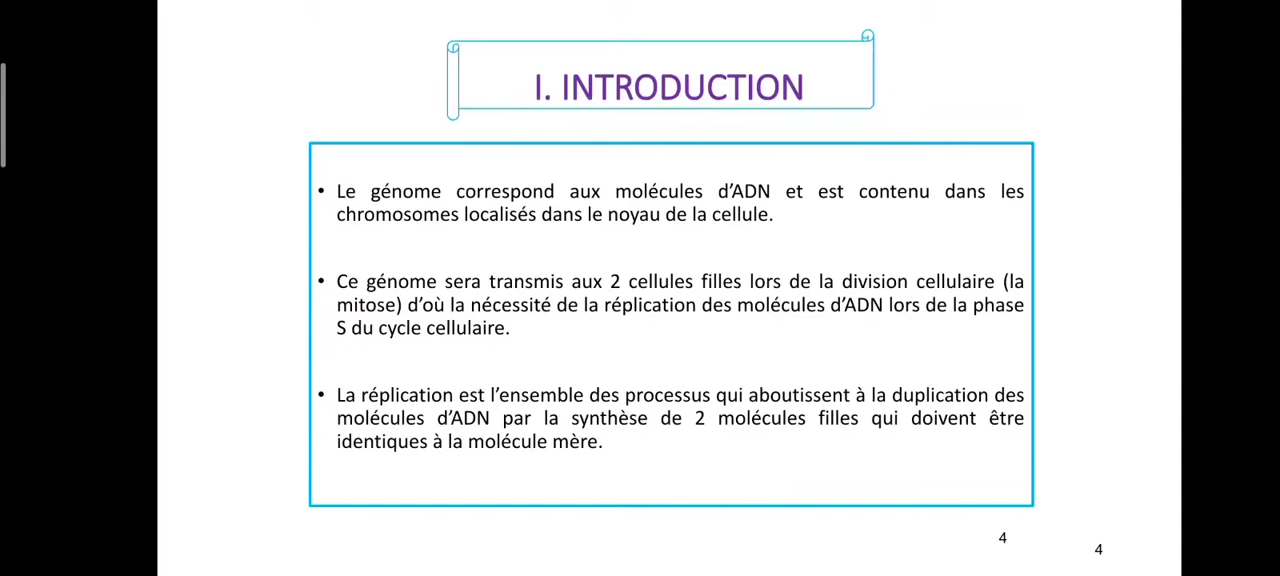 I. INTRODUCTION
• Le génome correspond aux molécules d’ADN et est contenu dans les
chromosomes localisés dans le noyau de la cellule.
• Ce génome sera transmis aux 2 cellules filles lors de la division cellulaire (la
mitose) d’où la nécessité de la réplication des molécules d’ADN lors de la phase
S du cycle cellulaire.
• La réplication est l’ensemble des processus qui aboutissent à la duplication des
molécules d’ADN par la synthèse de 2 molécules filles qui doivent être
identiques à la molécule mère.
4
4